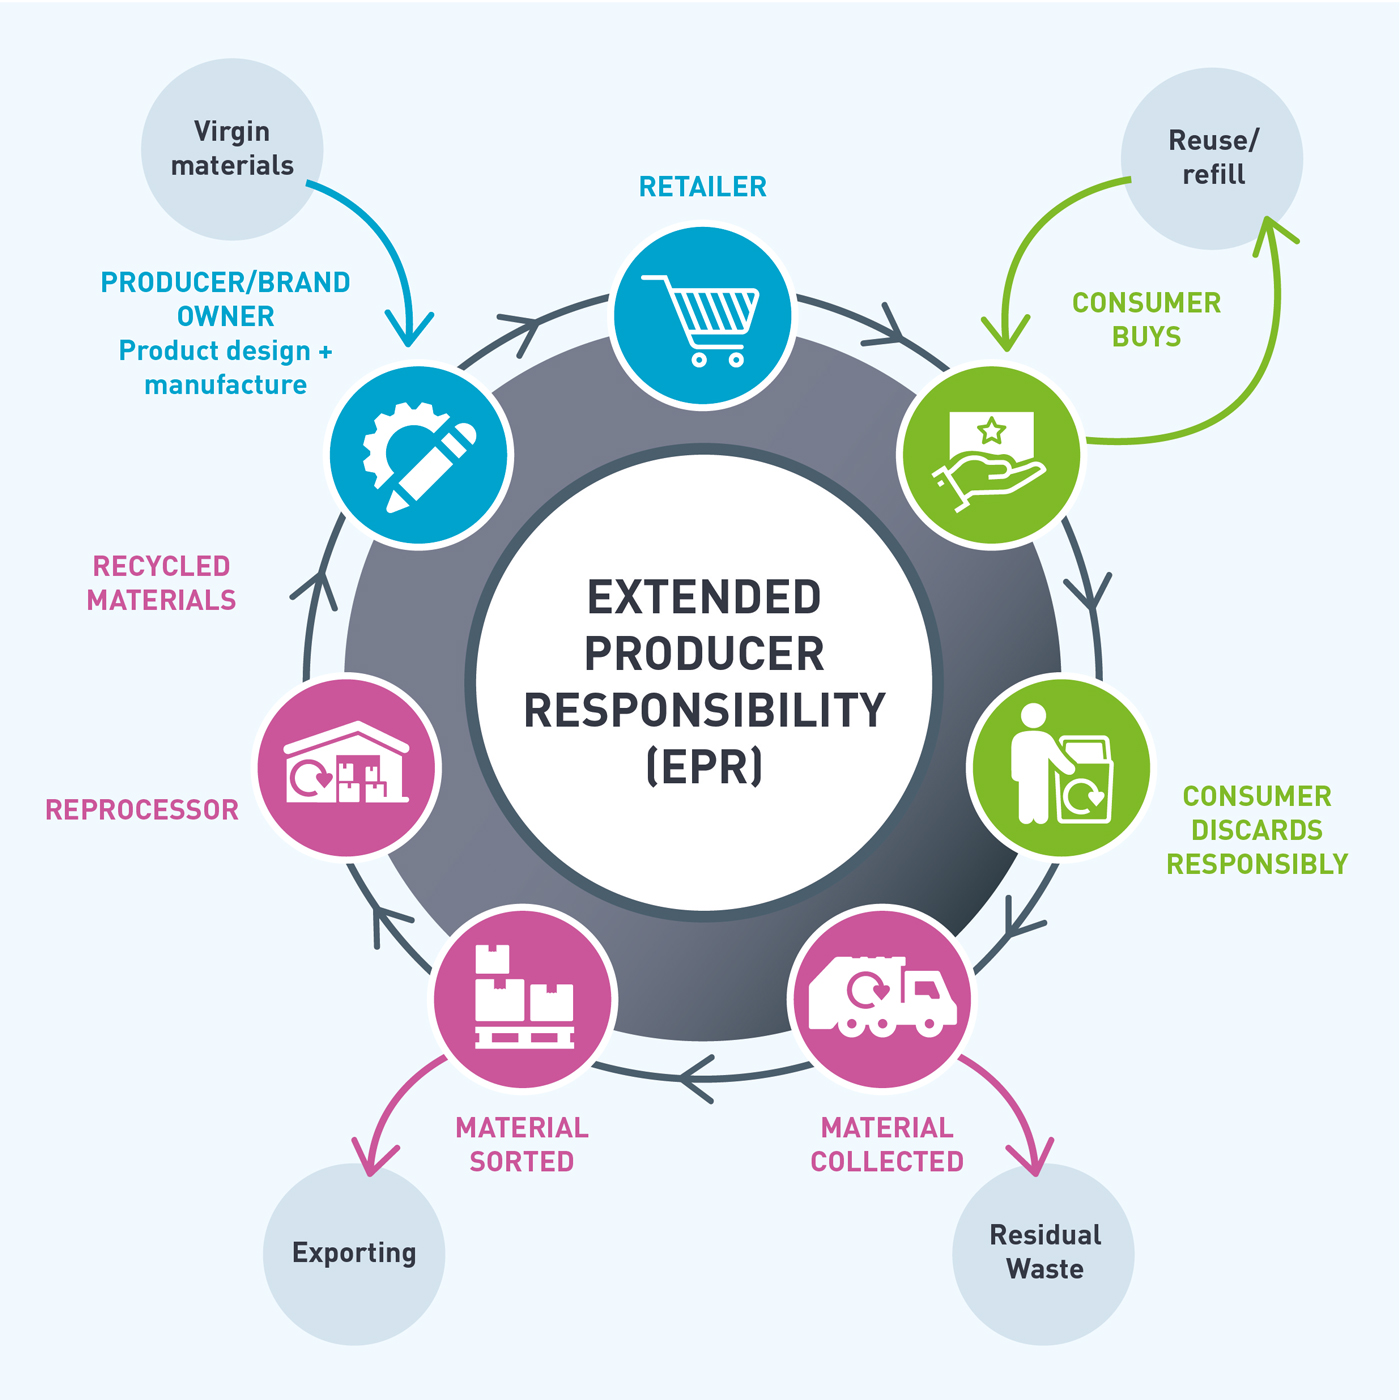 Virgin
materials
Reuse/
refill
RETAILER
PRODUCER/BRAND
OWNER
Product design +
manufacture
CONSUMER
BUYS
RECYCLED
MATERIALS
EXTENDED
PRODUCER
RESPONSIBILITY
(EPR)
REPROCESSOR
CONSUMER
DISCARDS
RESPONSIBLY
MATERIAL
SORTED
MATERIAL
COLLECTED
Exporting
Residual
Waste